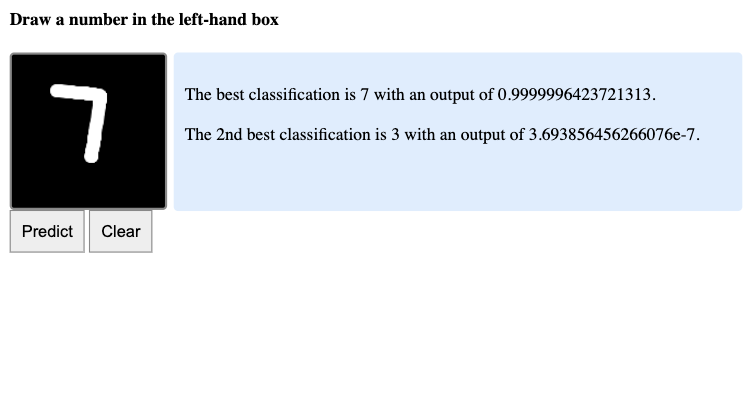 Draw a number in the left-hand box
7
The best classification is 7 with an output of 0.9999996423721313.
The 2nd best classification is 3 with an output of 3.693856456266076e-7.
Predict Clear